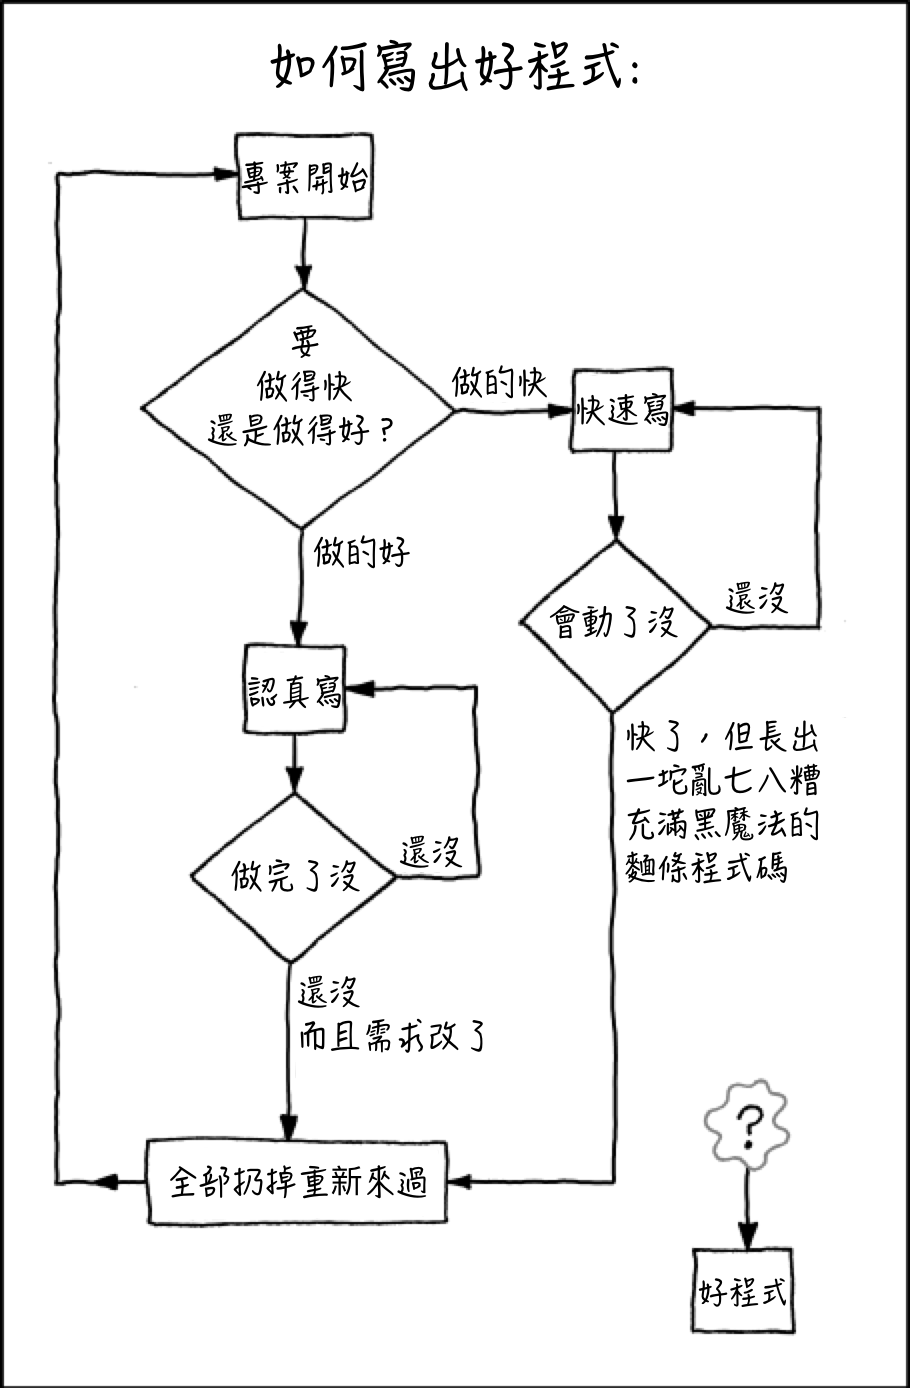 如何寫出好程式:
專案開始
要
做得快
還是做得好?
做的快
快速寫
會動了沒
還沒
做的好
認真寫
做完了沒
還沒
快了,但長出
一坨亂七八糟
充滿黑魔法的
麵條程式碼
還沒
而且需求改了
全部扔掉重新來過
?
好程式